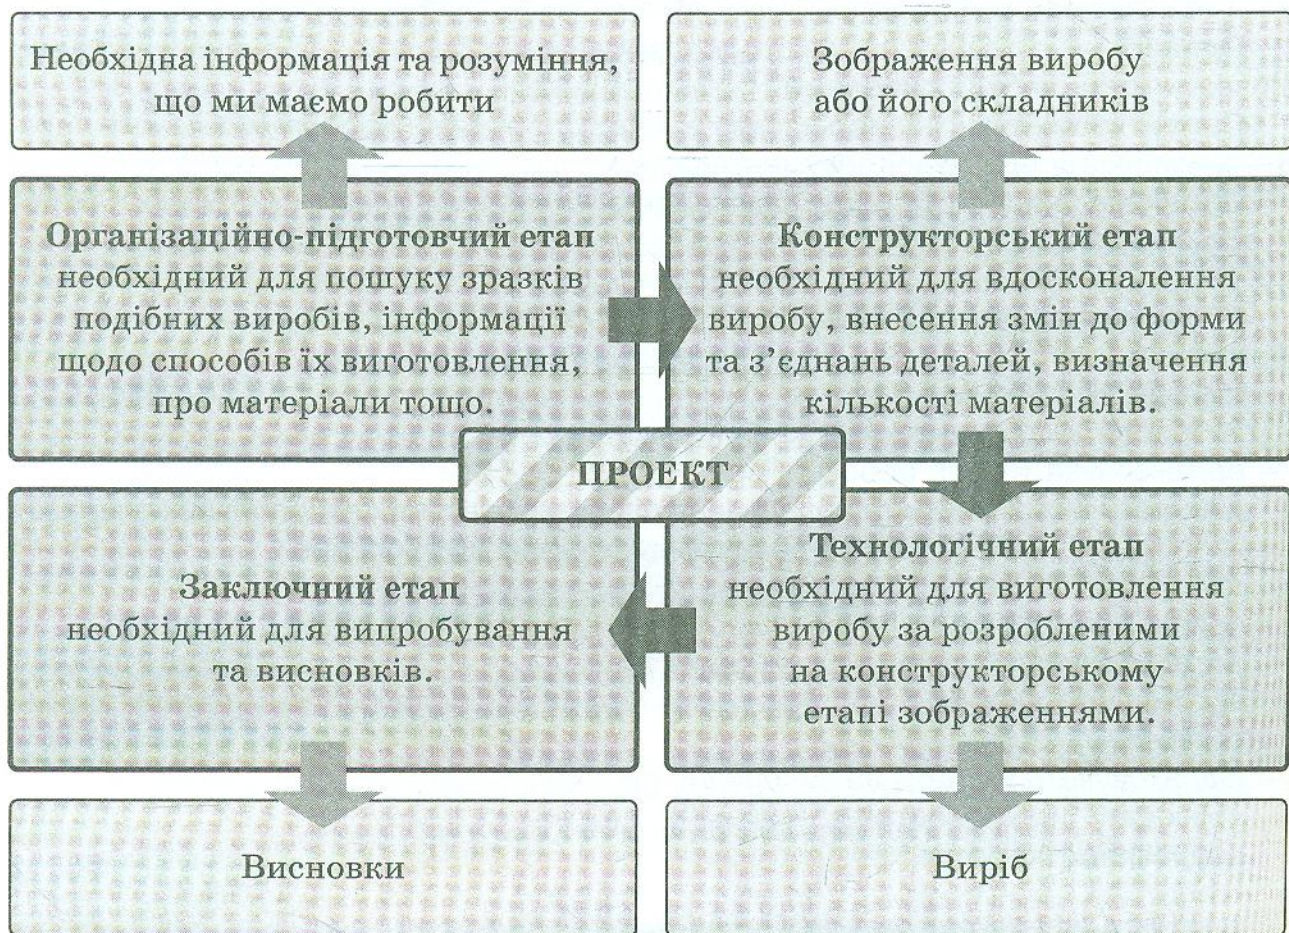 Необхідна інформація та розуміння,
що ми маємо робити
Зображення виробу
або його складників
Організаційно-підготовчий етап
необхідний для пошуку зразків
подібних виробів, інформації
щодо способів їх виготовлення,
про матеріали тощо.
Конструкторський етап
необхідний для вдосконалення
виробу, внесення змін до форми
та з’єднань деталей, визначення
кількості матеріалів.
ПРОЕКТ
Заключний етап
необхідний для випробування
та висновків.
Технологічний етап
необхідний для виготовлення
виробу за розробленими
на конструкторському
етапі зображеннями.
Висновки
Виріб